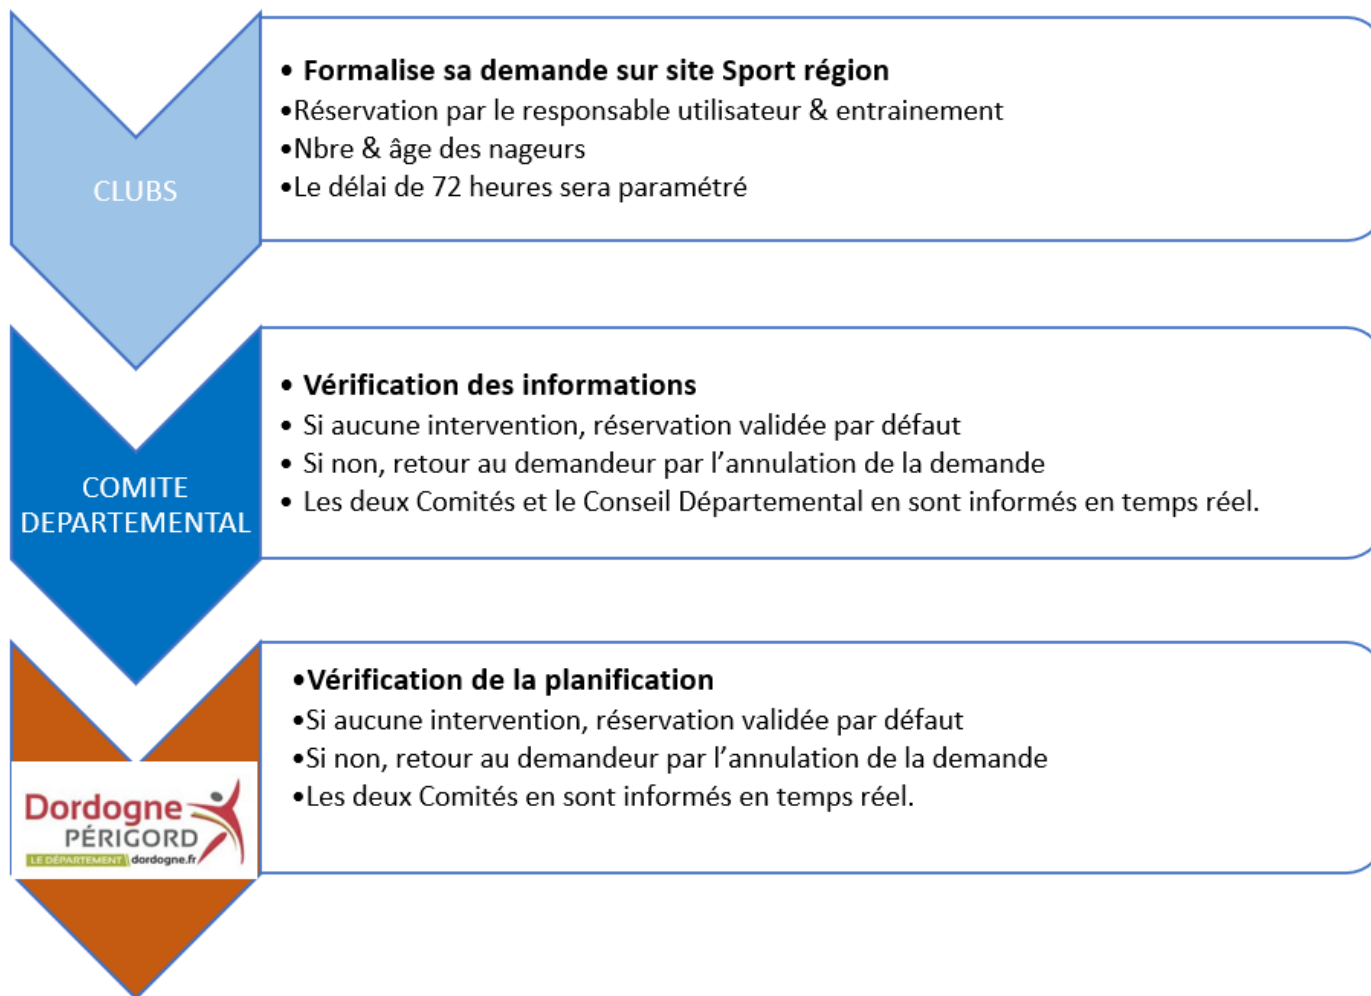 • Formalise sa demande sur site Sport région
•Réservation par le responsable utilisateur & entrainement
•Nbre & âge des nageurs
•Le délai de 72 heures sera paramétré
CLUBS
• Vérification des informations
• Si aucune intervention, réservation validée par défaut
• Si non, retour au demandeur par l’annulation de la demande
• Les deux Comités et le Conseil Départemental en sont informés en temps réel.
COMITE
DEPARTEMENTAL
•Vérification de la planification
•Si aucune intervention, réservation validée par défaut
•Si non, retour au demandeur par l’annulation de la demande
•Les deux Comités en sont informés en temps réel.
Dordogne
PÉRIGORD
LE DÉPARTEMENT dordogne.fr